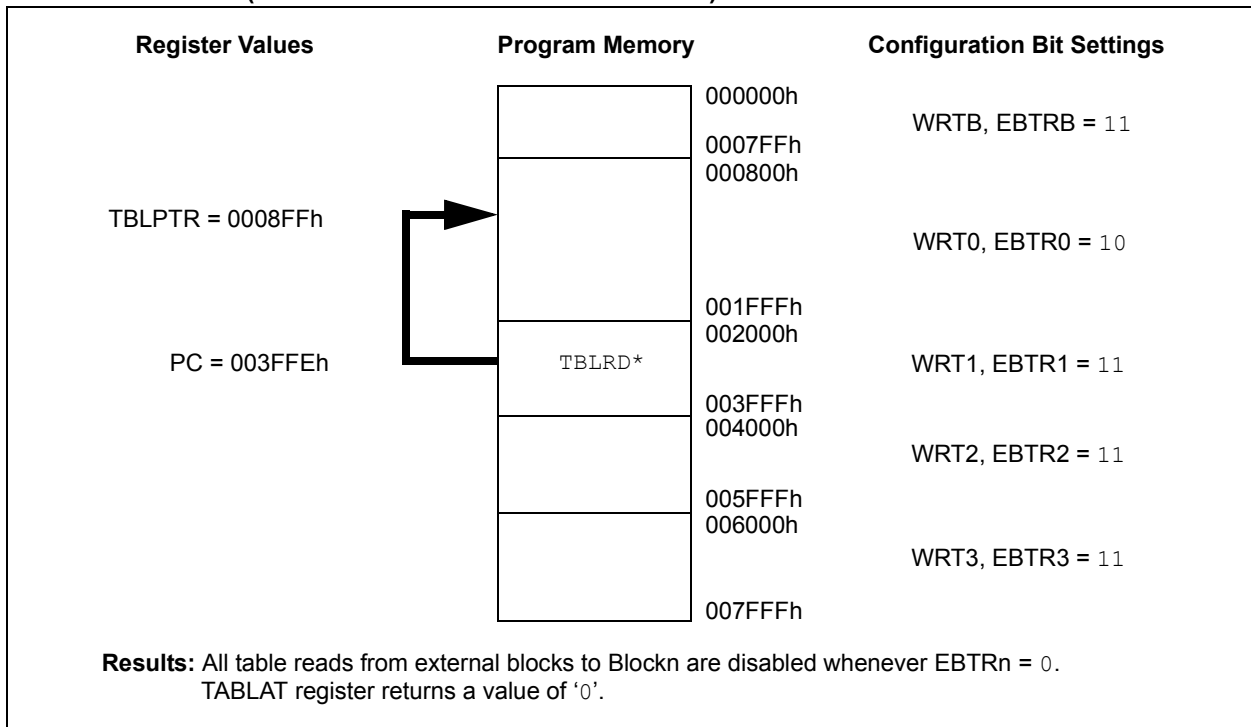 Register Values Program Memory Configuration Bit Settings
000000h
WRTB, EBTRB = 11
0007FFh
000800h
TBLPTR = 0008FFh
WRT0, EBTR0 = 10
001FFFh
002000h
PC = 003FFEh TBLRD* WRT1, EBTR1 = 11
003FFFh
004000h
WRT2, EBTR2 = 11
005FFFh
006000h
WRT3, EBTR3 = 11
007FFFh
Results: All table reads from external blocks to Blockn are disabled whenever EBTRn = 0.
TABLAT register returns a value of ‘0’.